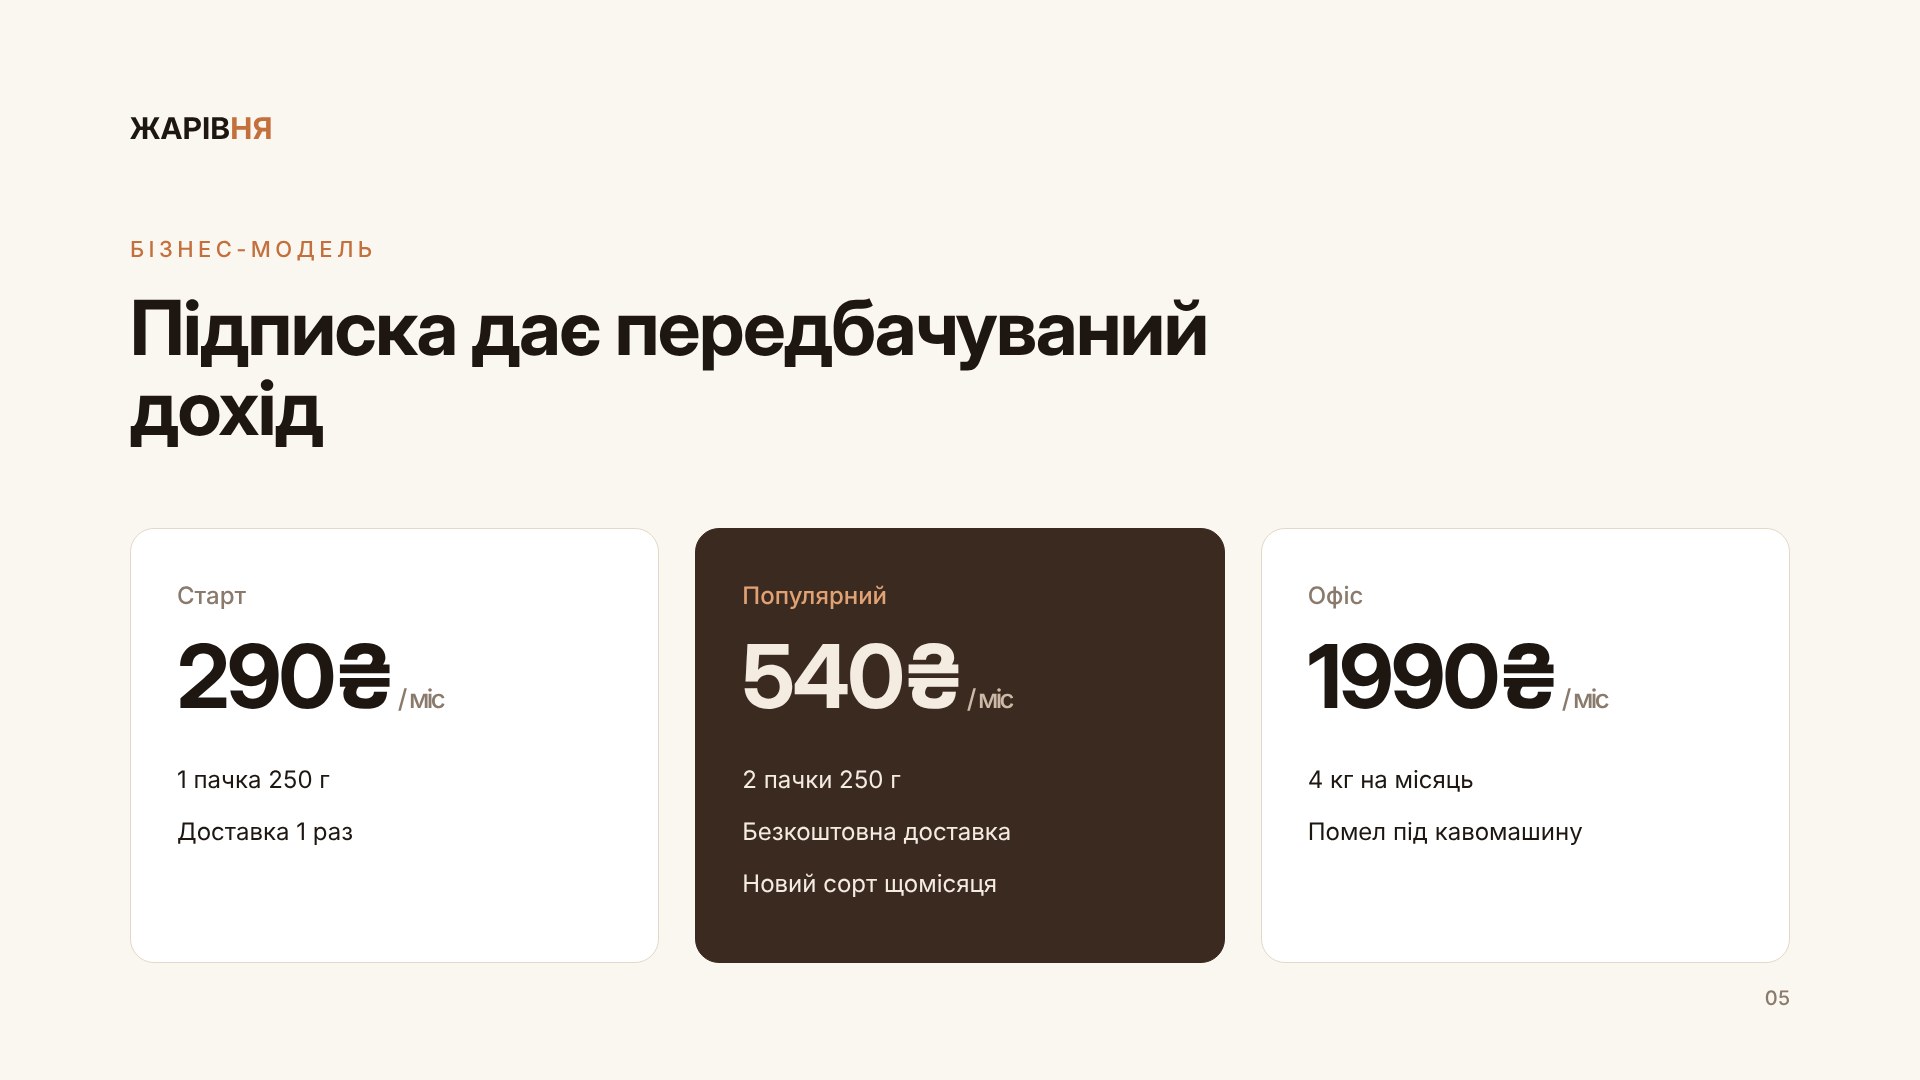 ЖАРІВНЯ
БІЗНЕС-МОДЕЛЬ
Підписка дає передбачуваний
дохід
Старт
290₴ / міс
1 пачка 250 г
Доставка 1 раз
Популярний
540₴ / міс
2 пачки 250 г
Безкоштовна доставка
Новий сорт щомісяця
Офіс
1990₴ / міс
4 кг на місяць
Помел під кавомашину
05